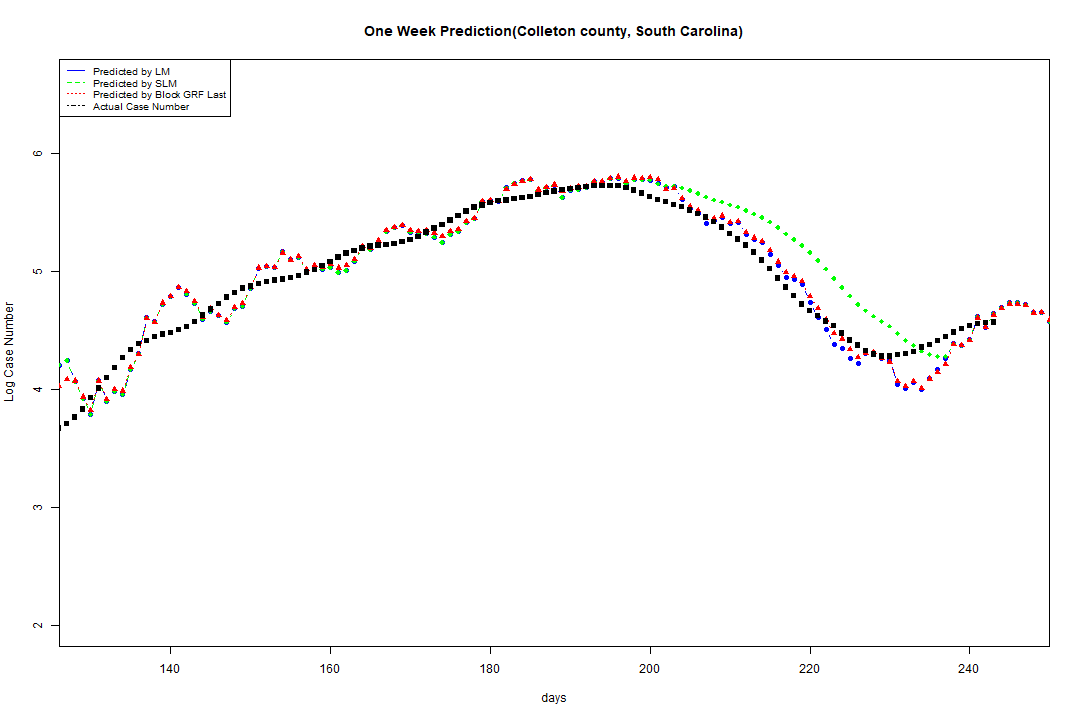 One Week Prediction(Colleton county, South Carolina)
Predicted by LM
Predicted by SLM
Predicted by Block GRF Last
Actual Case Number
6
5
4
3
2
Log Case Number
140 160 180 200 220 240
days